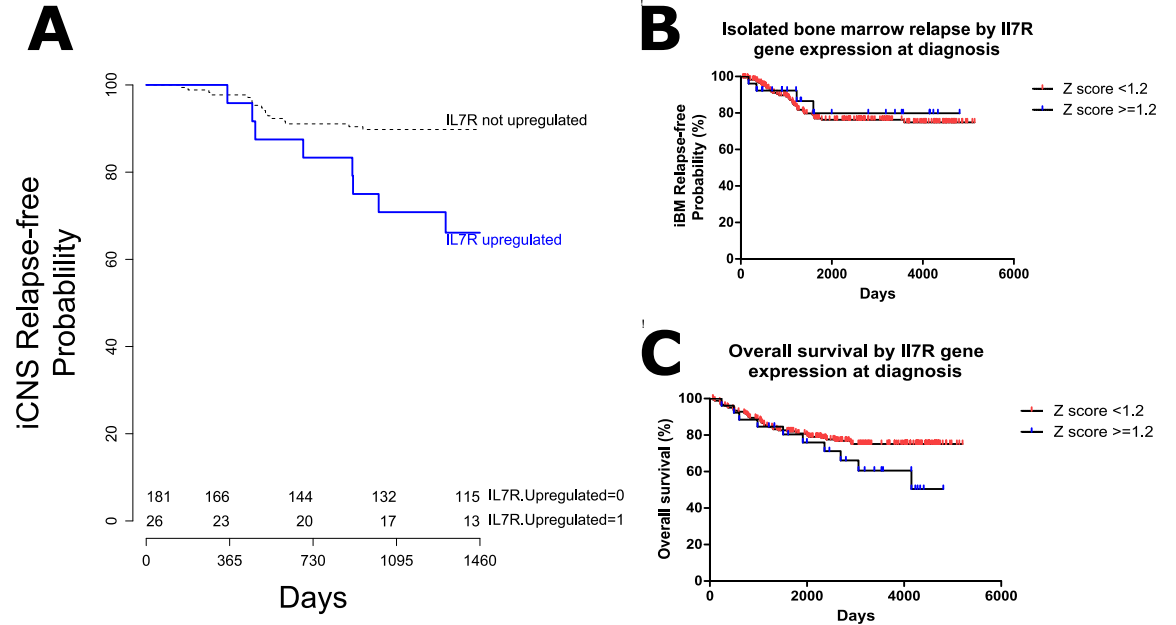 A
100
80
60
40
20
0
iCNS Relapse-free
Probablility
IL7R not upregulated
IL7R upregulated
181 166 144 132 115 IL7R.Upregulated=0
26 23 20 17 13 IL7R.Upregulated=1
0 365 730 1095 1460
Days
B
Isolated bone marrow relapse by Il7R
gene expression at diagnosis
100
80
60
40
20
0
iBM Relapse-free
Probability (%)
Z score <1.2
Z score >=1.2
0 2000 4000 6000
Days
C
Overall survival by Il7R gene
expression at diagnosis
100
80
60
40
20
0
Overall survival (%)
Z score <1.2
Z score >=1.2
0 2000 4000 6000
Days